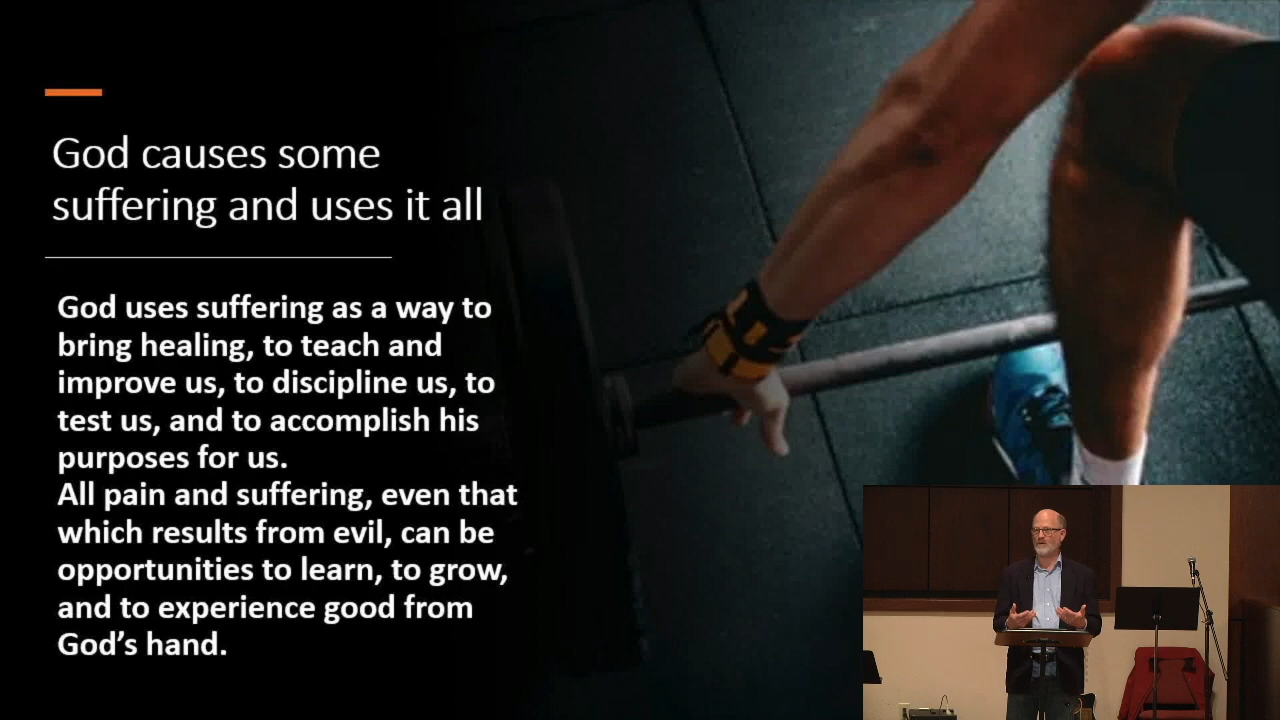 God causes some
suffering and uses it all
God uses suffering as a way to
bring healing, to teach and
improve us, to discipline us, to
test us, and to accomplish his
purposes for us.
All pain and suffering, even that
which results from evil, can be
opportunities to learn, to grow,
and to experience good from
God’s hand.